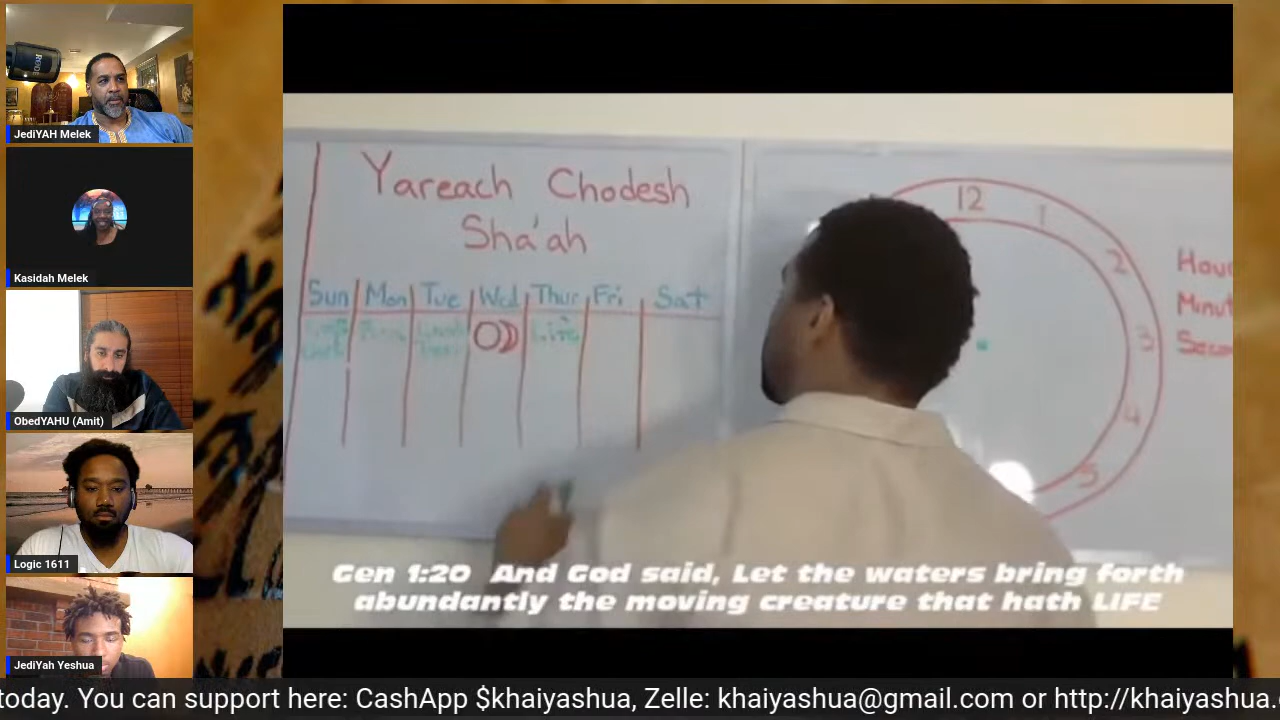 JediYAH Melek
Kasidah Melek
ObedYAHU (Amit)
Logic 1611
JediYah Yeshua
RODE
Yareach Chodesh
Sha'ah
Sun Mon Tue Wed Thur Fri Sat
Life
12
1
2
3
4
5
Hou
Minut
Secon
Gen 1:20 And God said, Let the waters bring forth
abundantly the moving creature that hath LIFE
today. You can support here: CashApp $khaiyashua, Zelle: khaiyashua@gmail.com or http://khaiyashua.